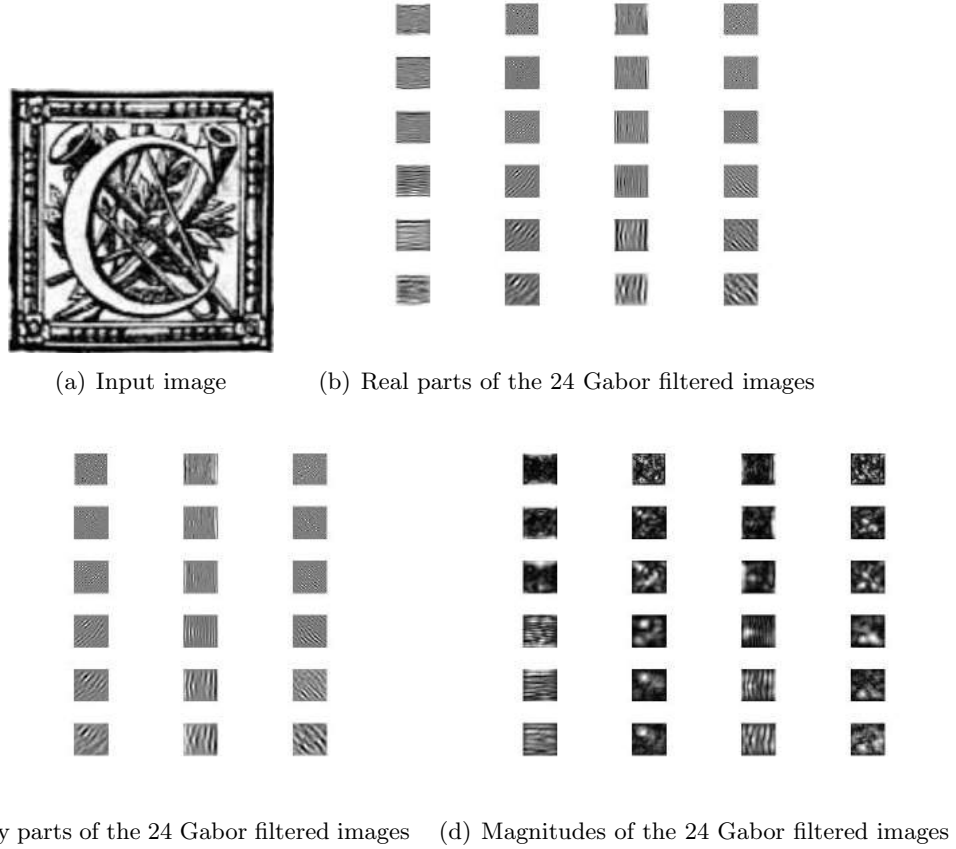 (a) Input image
(b) Real parts of the 24 Gabor filtered images
parts of the 24 Gabor filtered images
(d) Magnitudes of the 24 Gabor filtered images